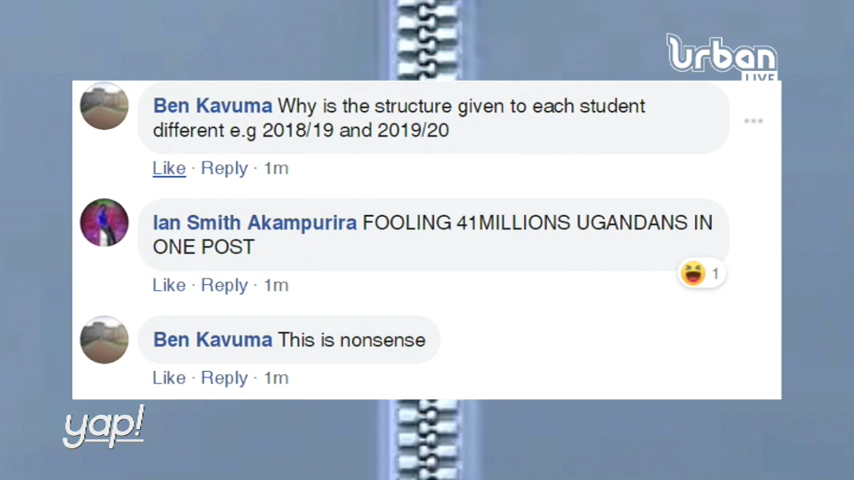 Urban
LIVE
Ben Kavuma Why is the structure given to each student
different e.g 2018/19 and 2019/20
Like · Reply · 1m
Ian Smith Akampurira FOOLING 41MILLIONS UGANDANS IN
ONE POST
1
Like · Reply · 1m
Ben Kavuma This is nonsense
Like · Reply · 1m
yap!